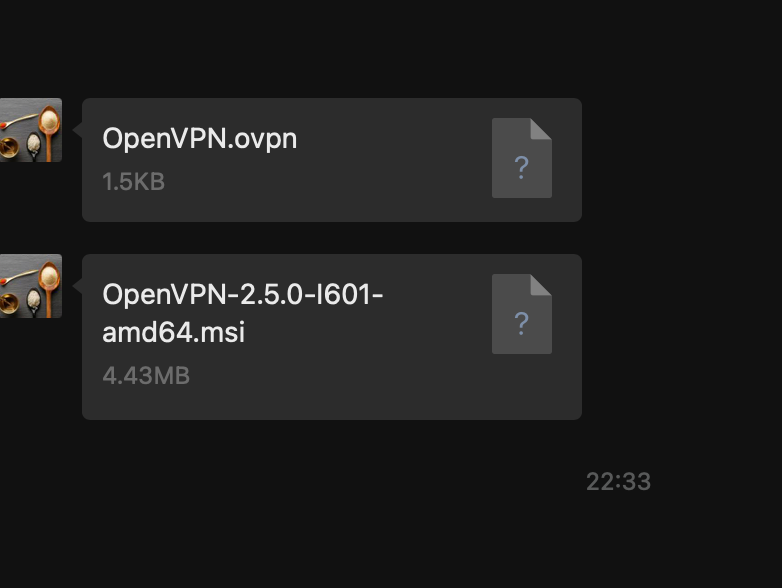 OpenVPN.ovpn
1.5KB
?
OpenVPN-2.5.0-I601-
amd64.msi
4.43MB
?
22:33